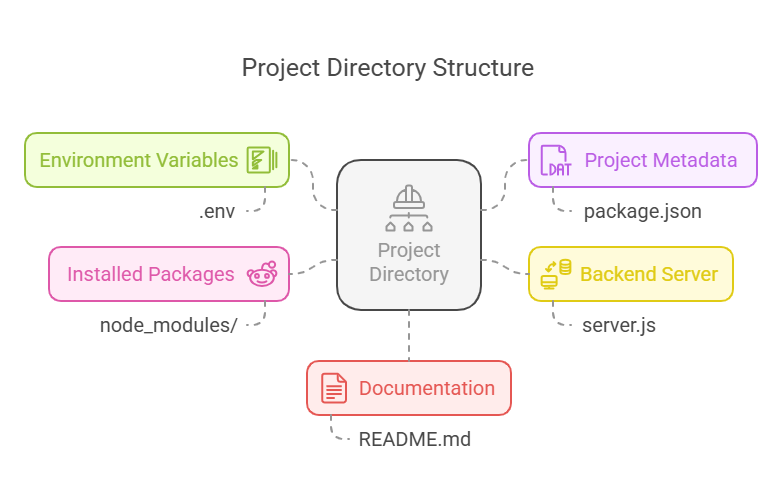 Project Directory Structure
Environment Variables
.env
Installed Packages
node_modules/
Project
Directory
DAT
Project Metadata
package.json
Backend Server
server.js
Documentation
README.md